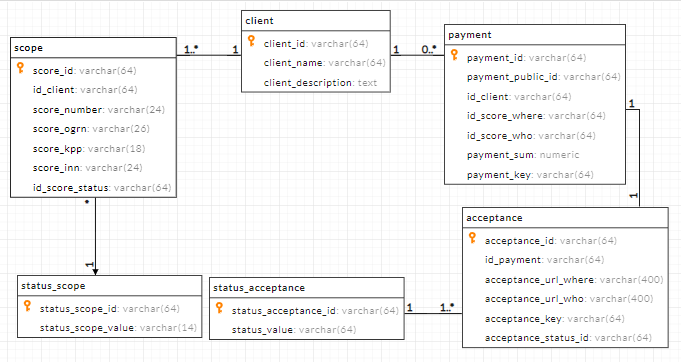 client
client_id: varchar(64)
client_name: varchar(64)
client_description: text
scope
score_id: varchar(64)
id_client: varchar(64)
score_number: varchar(24)
score_ogrn: varchar(26)
score_kpp: varchar(18)
score_inn: varchar(24)
id_score_status: varchar(64)
1..*
1
1
0..*
payment
payment_id: varchar(64)
payment_public_id: varchar(64)
id_client: varchar(64)
id_score_where: varchar(64)
id_score_who: varchar(64)
payment_sum: numeric
payment_key: varchar(64)
1
1
*
1
acceptance
acceptance_id: varchar(64)
id_payment: varchar(64)
acceptance_url_where: varchar(400)
acceptance_url_who: varchar(400)
acceptance_key: varchar(64)
acceptance_status_id: varchar(64)
status_scope
status_scope_id: varchar(64)
status_scope_value: varchar(14)
status_acceptance
status_acceptance_id: varchar(64)
status_value: varchar(64)
1
1..*